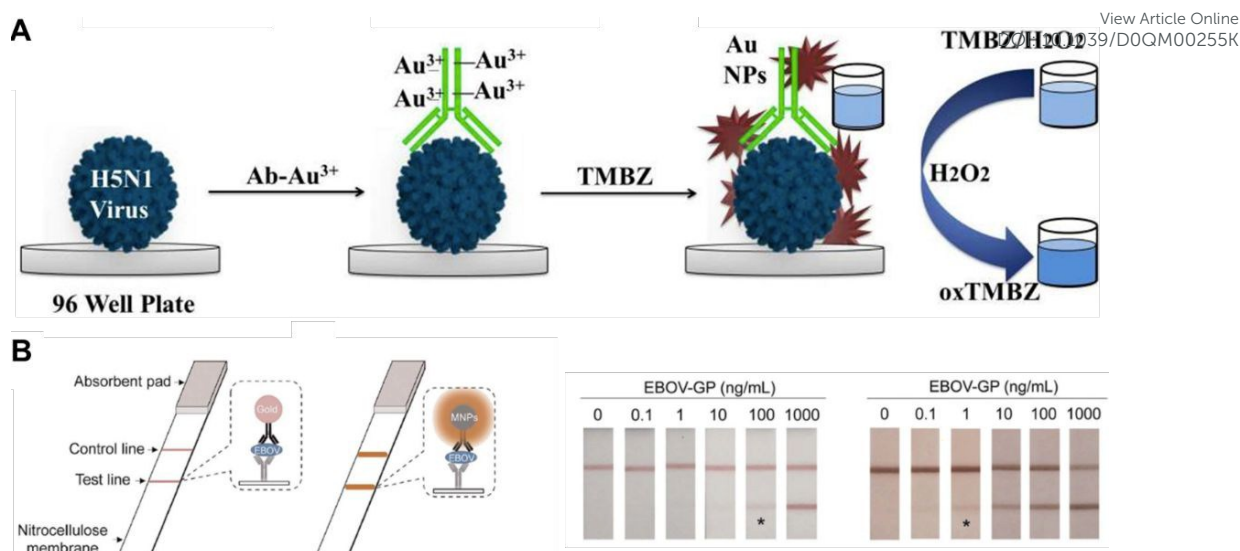 View Article Online
A
TMBZ/H2O2
Au3+ Au3+
Au3+ Au3+
Au
NPs
H5N1
Virus
Ab-Au3+
TMBZ
H2O2
96 Well Plate
oxTMBZ
B
Absorbent pad
Control line
Test line
Nitrocellulose
membrane
Gold
EBOV
MNPs
EBOV
EBOV-GP (ng/mL)
0 0.1 1 10 100 1000
*
EBOV-GP (ng/mL)
0 0.1 1 10 100 1000
*